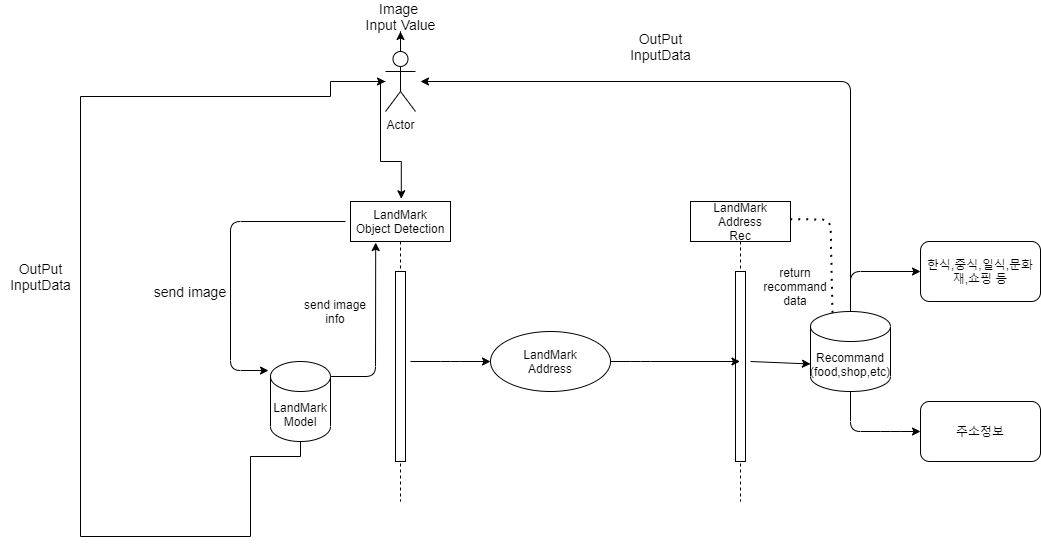 Image
Input Value
OutPut
InputData
Actor
LandMark
Object Detection
LandMark
Address
Rec
OutPut
InputData
send image
send image
info
return
recommand
data
한식,중식,일식,문화
재,쇼핑 등
LandMark
Address
Recommand
(food,shop,etc)
LandMark
Model
주소정보